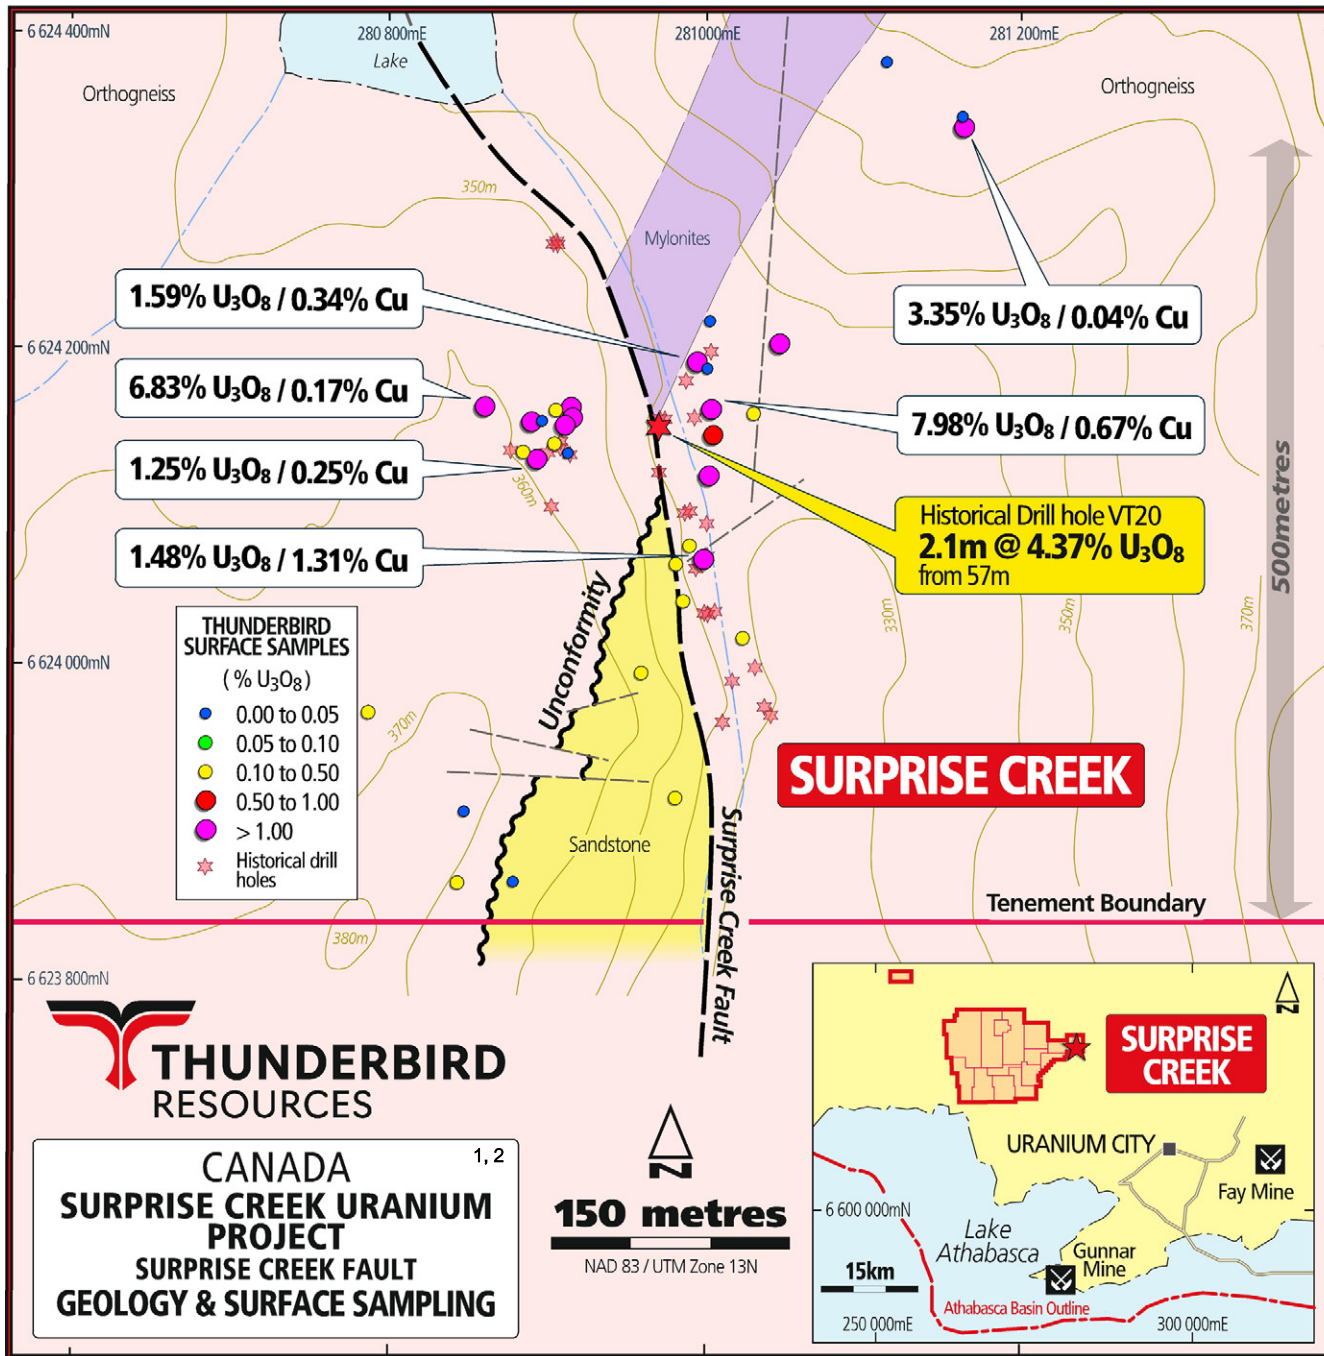 6 624 400mN
280 800mE
281000mE
281 200mE
Lake
Orthogneiss
Orthogneiss
350m
Mylonites
1.59% U₃O₈ / 0.34% Cu
3.35% U₃O₈ / 0.04% Cu
6 624 200mN
6.83% U₃O₈ / 0.17% Cu
7.98% U₃O₈ / 0.67% Cu
1.25% U₃O₈ / 0.25% Cu
360m
500metres
Historical Drill hole VT20
2.1m @ 4.37% U₃O₈
from 57m
1.48% U₃O₈ / 1.31% Cu
330m
350m
370m
Unconformity
THUNDERBIRD
SURFACE SAMPLES
( % U₃O₈)
0.00 to 0.05
0.05 to 0.10
0.10 to 0.50
0.50 to 1.00
> 1.00
Historical drill
holes
6 624 000mN
370m
SURPRISE CREEK
Sandstone
Surprise Creek Fault
Tenement Boundary
380m
6 623 800mN
THUNDERBIRD
RESOURCES
CANADA
1, 2
SURPRISE CREEK URANIUM
PROJECT
SURPRISE CREEK FAULT
GEOLOGY & SURFACE SAMPLING
N
150 metres
NAD 83 / UTM Zone 13N
N
SURPRISE
CREEK
URANIUM CITY
Fay Mine
6 600 000mN
Lake
Athabasca
Gunnar
Mine
15km
Athabasca Basin Outline
250 000mE
300 000mE